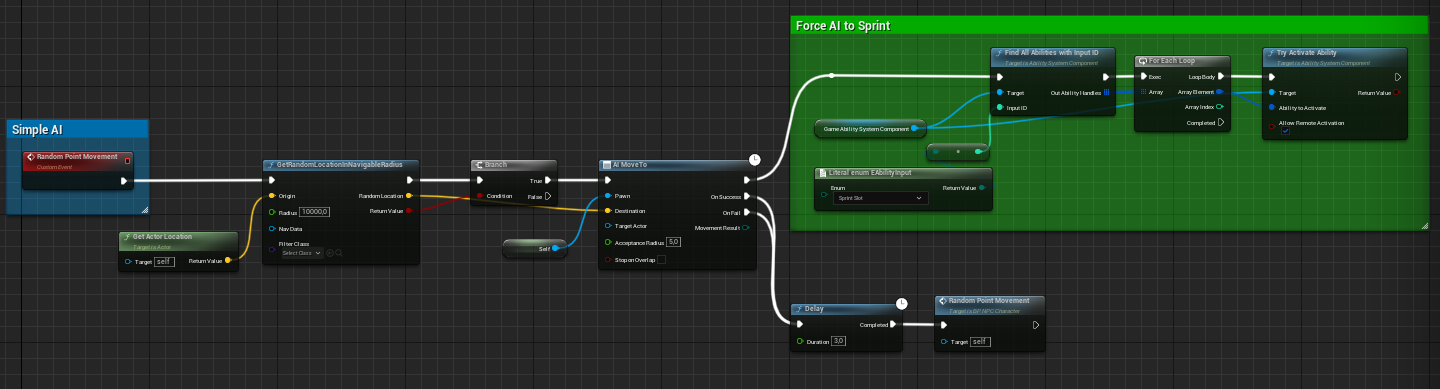 Force AI to Sprint
Find All Abilities with Input ID
Target is Ability System Component
Target
Out Ability Handles
Input ID
For Each Loop
Exec
Loop Body
Array
Array Element
Array Index
Completed
Try Activate Ability
Target is Ability System Component
Target
Return Value
Ability to Activate
Allow Remote Activation
Game Ability System Component
Literal enum EAbilityInput
Enum
Return Value
Sprint Slot
Simple AI
Random Point Movement
Custom Event
Get Actor Location
Target is Actor
Target
self
Return Value
GetRandomLocationInNavigableRadius
Origin
Random Location
Radius
10000,0
Return Value
Nav Data
Filter Class
Select Class
Branch
True
Condition
False
Self
AI MoveTo
Pawn
On Success
Destination
On Fail
Target Actor
Movement Result
Acceptance Radius
5,0
Stop on Overlap
Delay
Completed
Duration
3,0
Random Point Movement
Target is BP NPC Character
Target
self